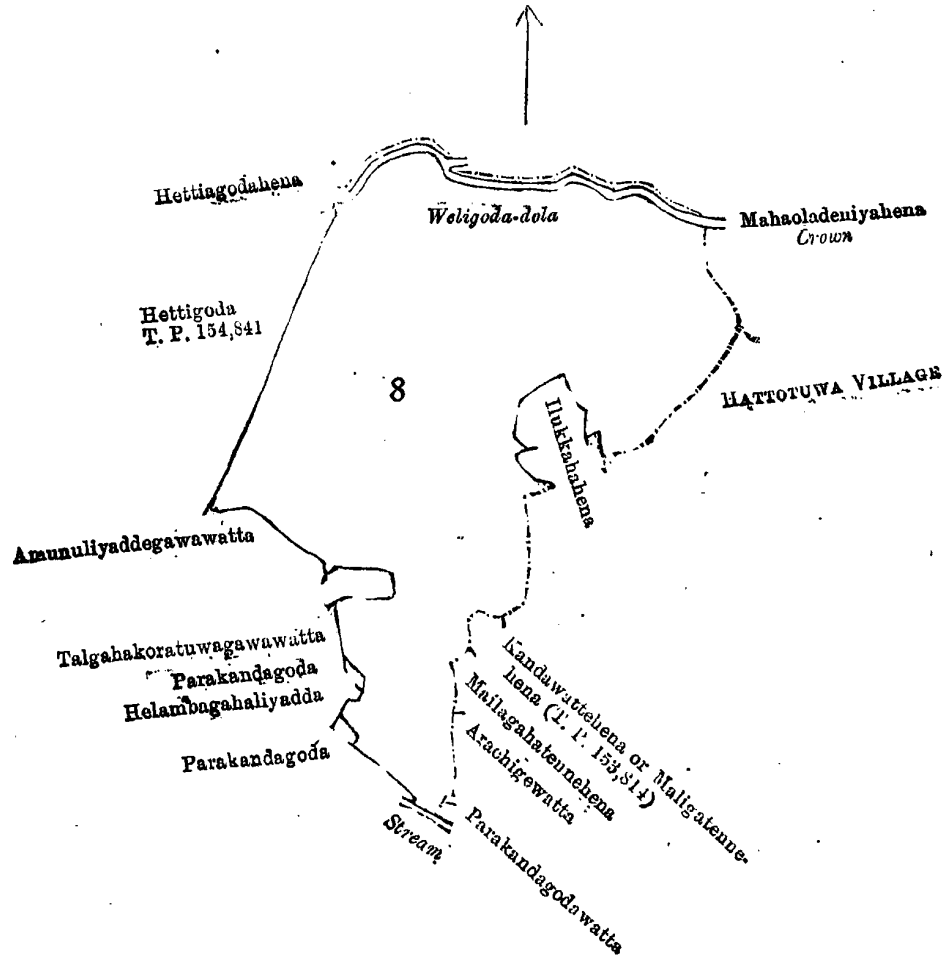 Hettiagodahena
Weligoda-dola
Mahaoladeniyahena
Crown
Hettigoda
T. P. 154,841
8
HATTOTUWA VILLAGE
Ilukkahahena
Amunuliyaddegawawatta
Talgahakoratuwagawawatta
Parakandagoda
Helambagahaliyadda
Parakandagoda
Kandawattehena or Maligatenne-
hena (T. P. 153,814)
Mailagahatennehena
Arachigewatta
Parakandagodawatta
Stream